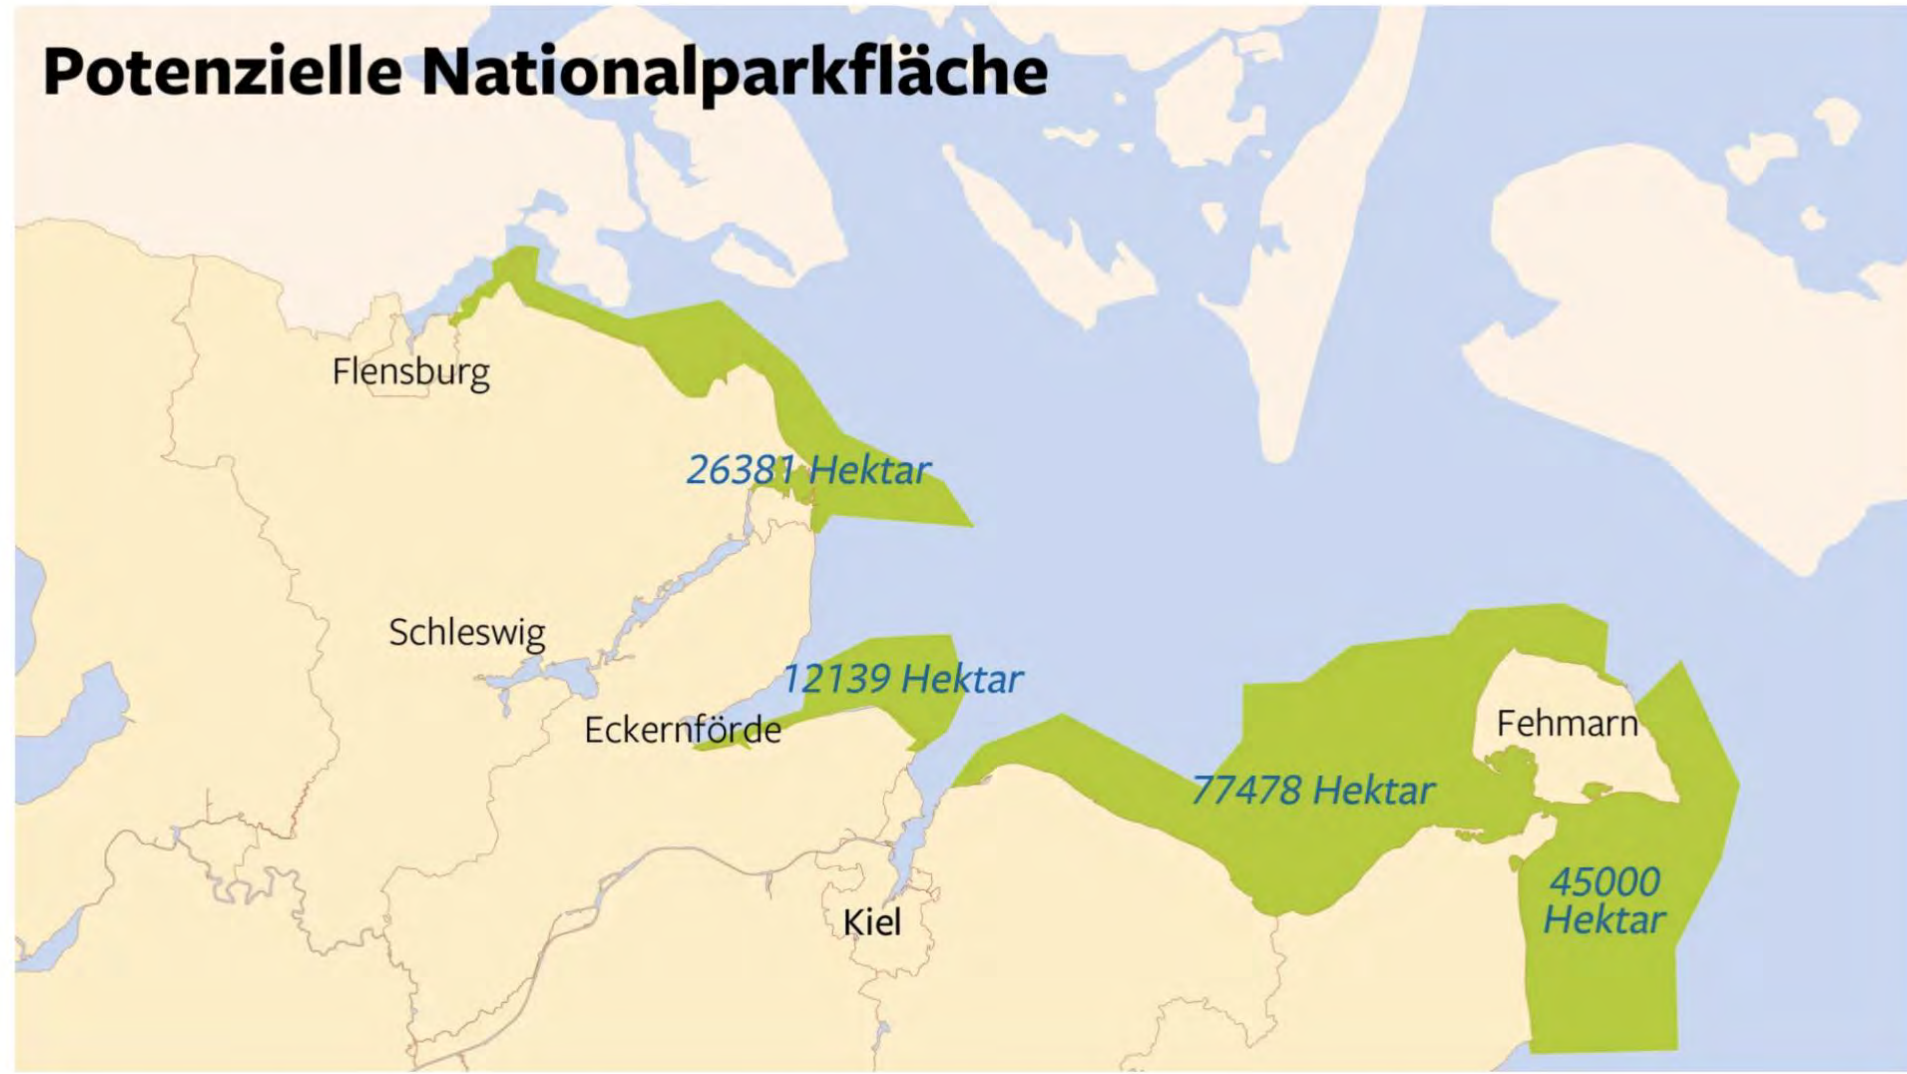 Potenzielle Nationalparkfläche
Flensburg
26381 Hektar
Schleswig
12139 Hektar
Eckernförde
Fehmarn
77478 Hektar
45000
Hektar
Kiel